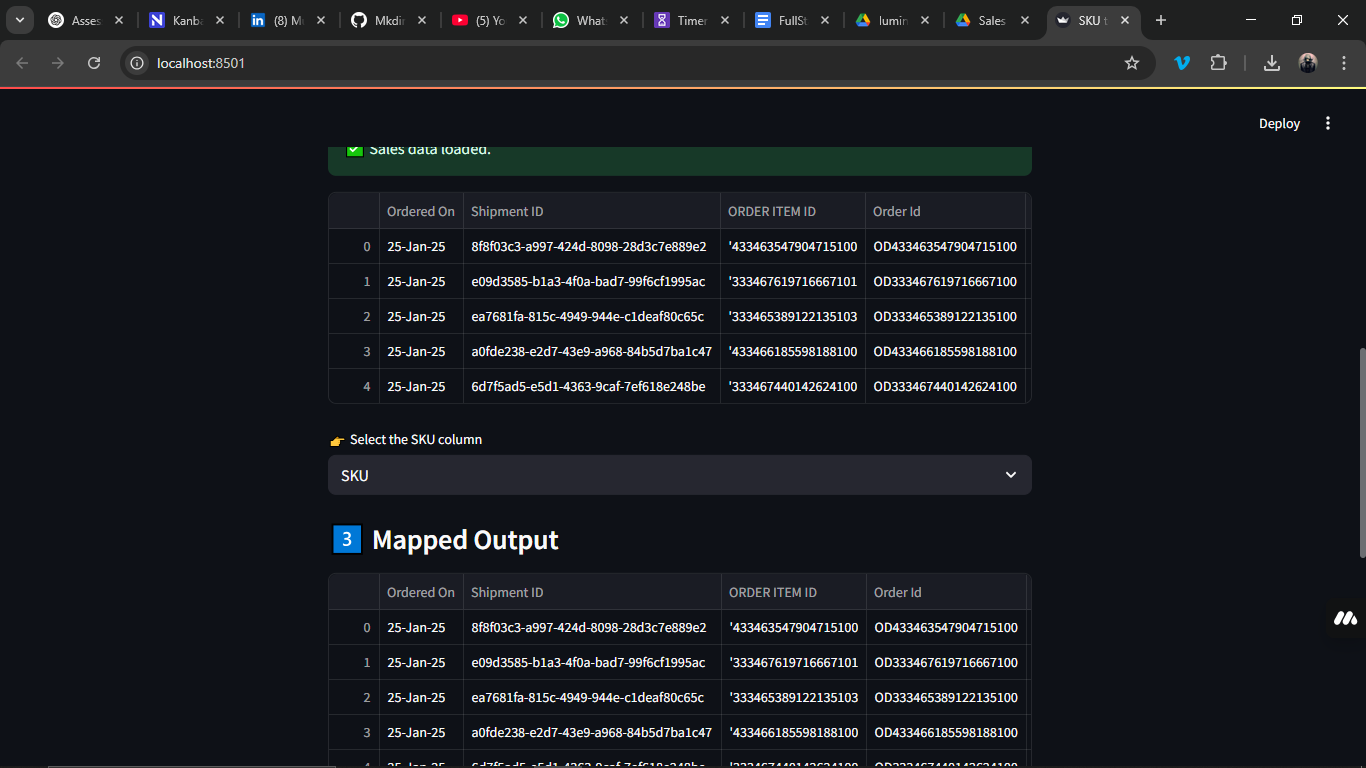 Asses
Kanba
(8) M
Mkdir
(5) Yo
What
Timer
FullSt
lumin
Sales
SKU t
localhost:8501
Deploy
Sales data loaded.
Ordered On Shipment ID ORDER ITEM ID Order Id
0 25-Jan-25 8f8f03c3-a997-424d-8098-28d3c7e889e2 '433463547904715100 OD433463547904715100
1 25-Jan-25 e09d3585-b1a3-4f0a-bad7-99f6cf1995ac '333467619716667101 OD333467619716667100
2 25-Jan-25 ea7681fa-815c-4949-944e-c1deaf80c65c '333465389122135103 OD333465389122135100
3 25-Jan-25 a0fde238-e2d7-43e9-a968-84b5d7ba1c47 '433466185598188100 OD433466185598188100
4 25-Jan-25 6d7f5ad5-e5d1-4363-9caf-7ef618e248be '333467440142624100 OD333467440142624100
Select the SKU column
SKU
3 Mapped Output
Ordered On Shipment ID ORDER ITEM ID Order Id
0 25-Jan-25 8f8f03c3-a997-424d-8098-28d3c7e889e2 '433463547904715100 OD433463547904715100
1 25-Jan-25 e09d3585-b1a3-4f0a-bad7-99f6cf1995ac '333467619716667101 OD333467619716667100
2 25-Jan-25 ea7681fa-815c-4949-944e-c1deaf80c65c '333465389122135103 OD333465389122135100
3 25-Jan-25 a0fde238-e2d7-43e9-a968-84b5d7ba1c47 '433466185598188100 OD433466185598188100